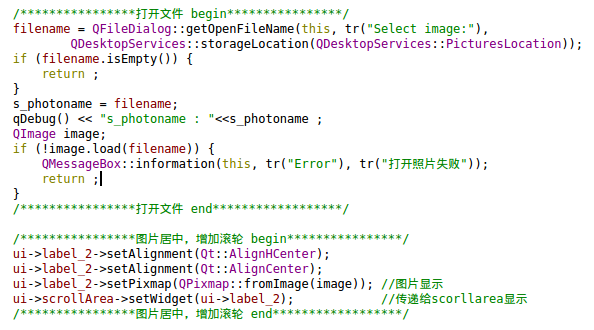 /****************打开文件 begin****************/
filename = QFileDialog::getOpenFileName(this, tr("Select image:"),
QDesktopServices::storageLocation(QDesktopServices::PicturesLocation));
if (filename.isEmpty()) {
return ;
}
s_photoname = filename;
qDebug() << "s_photoname : "<<s_photoname ;
QImage image;
if (!image.load(filename)) {
QMessageBox::information(this, tr("Error"), tr("打开照片失败"));
return ;
}
/****************打开文件 end******************/
/****************图片居中，增加滚轮 begin****************/
ui->label_2->setAlignment(Qt::AlignHCenter);
ui->label_2->setAlignment(Qt::AlignCenter);
ui->label_2->setPixmap(QPixmap::fromImage(image)); //图片显示
ui->scrollArea->setWidget(ui->label_2); //传递给scorllarea显示
/****************图片居中，增加滚轮 end******************/